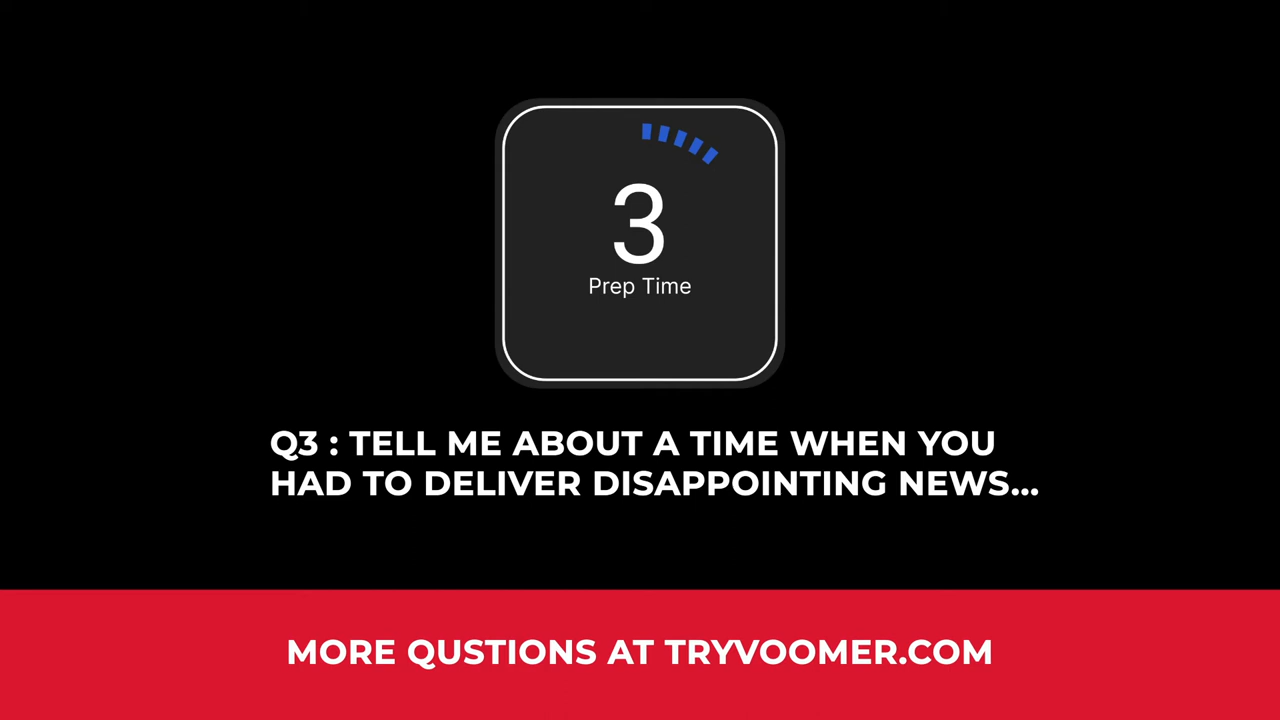 3
Prep Time
Q3 : TELL ME ABOUT A TIME WHEN YOU
HAD TO DELIVER DISAPPOINTING NEWS...
MORE QUSTIONS AT TRYVOOMER.COM